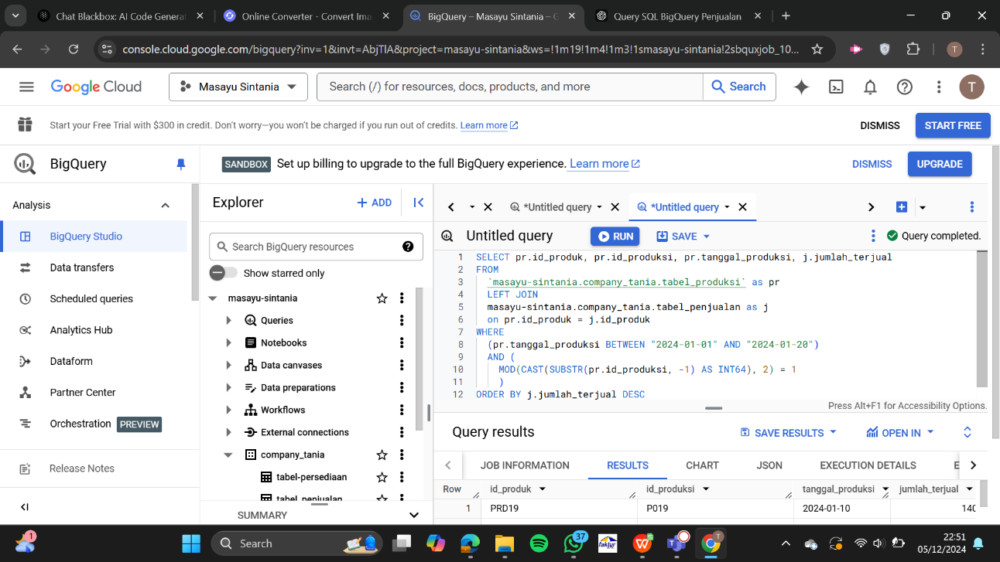 Chat Blackbox: AI Code Genera
Online Converter - Convert Ima
BigQuery – Masayu Sintania – G
Query SQL BigQuery Penjualan
console.cloud.google.com/bigquery?inv=1&invt=AbjTlA&project=masayu-sintania&ws=!1m19!1m4!1m3!1smasayu-sintania!2sbquxjob_10...
T
Google Cloud
Masayu Sintania
Search (/) for resources, docs, products, and more
Search
T
Start your Free Trial with $300 in credit. Don't worry—you won't be charged if you run out of credits. Learn more
DISMISS
START FREE
BigQuery
SANDBOX Set up billing to upgrade to the full BigQuery experience. Learn more
DISMISS
UPGRADE
Analysis
BigQuery Studio
Data transfers
Scheduled queries
Analytics Hub
Dataform
Partner Center
Orchestration PREVIEW
Release Notes
Explorer
+ ADD
Search BigQuery resources
Show starred only
masayu-sintania
Queries
Notebooks
Data canvases
Data preparations
Workflows
External connections
company_tania
tabel-persediaan
tabel_penjualan
SUMMARY
*Untitled query
*Untitled query
Untitled query
RUN
SAVE
Query completed.
1 SELECT pr.id_produk, pr.id_produksi, pr.tanggal_produksi, j.jumlah_terjual
2 FROM
3 `masayu-sintania.company_tania.tabel_produksi` as pr
4 LEFT JOIN
5 masayu-sintania.company_tania.tabel_penjualan as j
6 on pr.id_produk = j.id_produk
7 WHERE
8 (pr.tanggal_produksi BETWEEN "2024-01-01" AND "2024-01-20")
9 AND (
10 MOD(CAST(SUBSTR(pr.id_produksi, -1) AS INT64), 2) = 1
11 )
12 ORDER BY j.jumlah_terjual DESC
Press Alt+F1 for Accessibility Options.
Query results
SAVE RESULTS
OPEN IN
JOB INFORMATION
RESULTS
CHART
JSON
EXECUTION DETAILS
E
Row id_produk id_produksi tanggal_produksi jumlah_terjual
1 PRD19 P019 2024-01-10 140
1
Search
37
faktur
T
22:51
05/12/2024